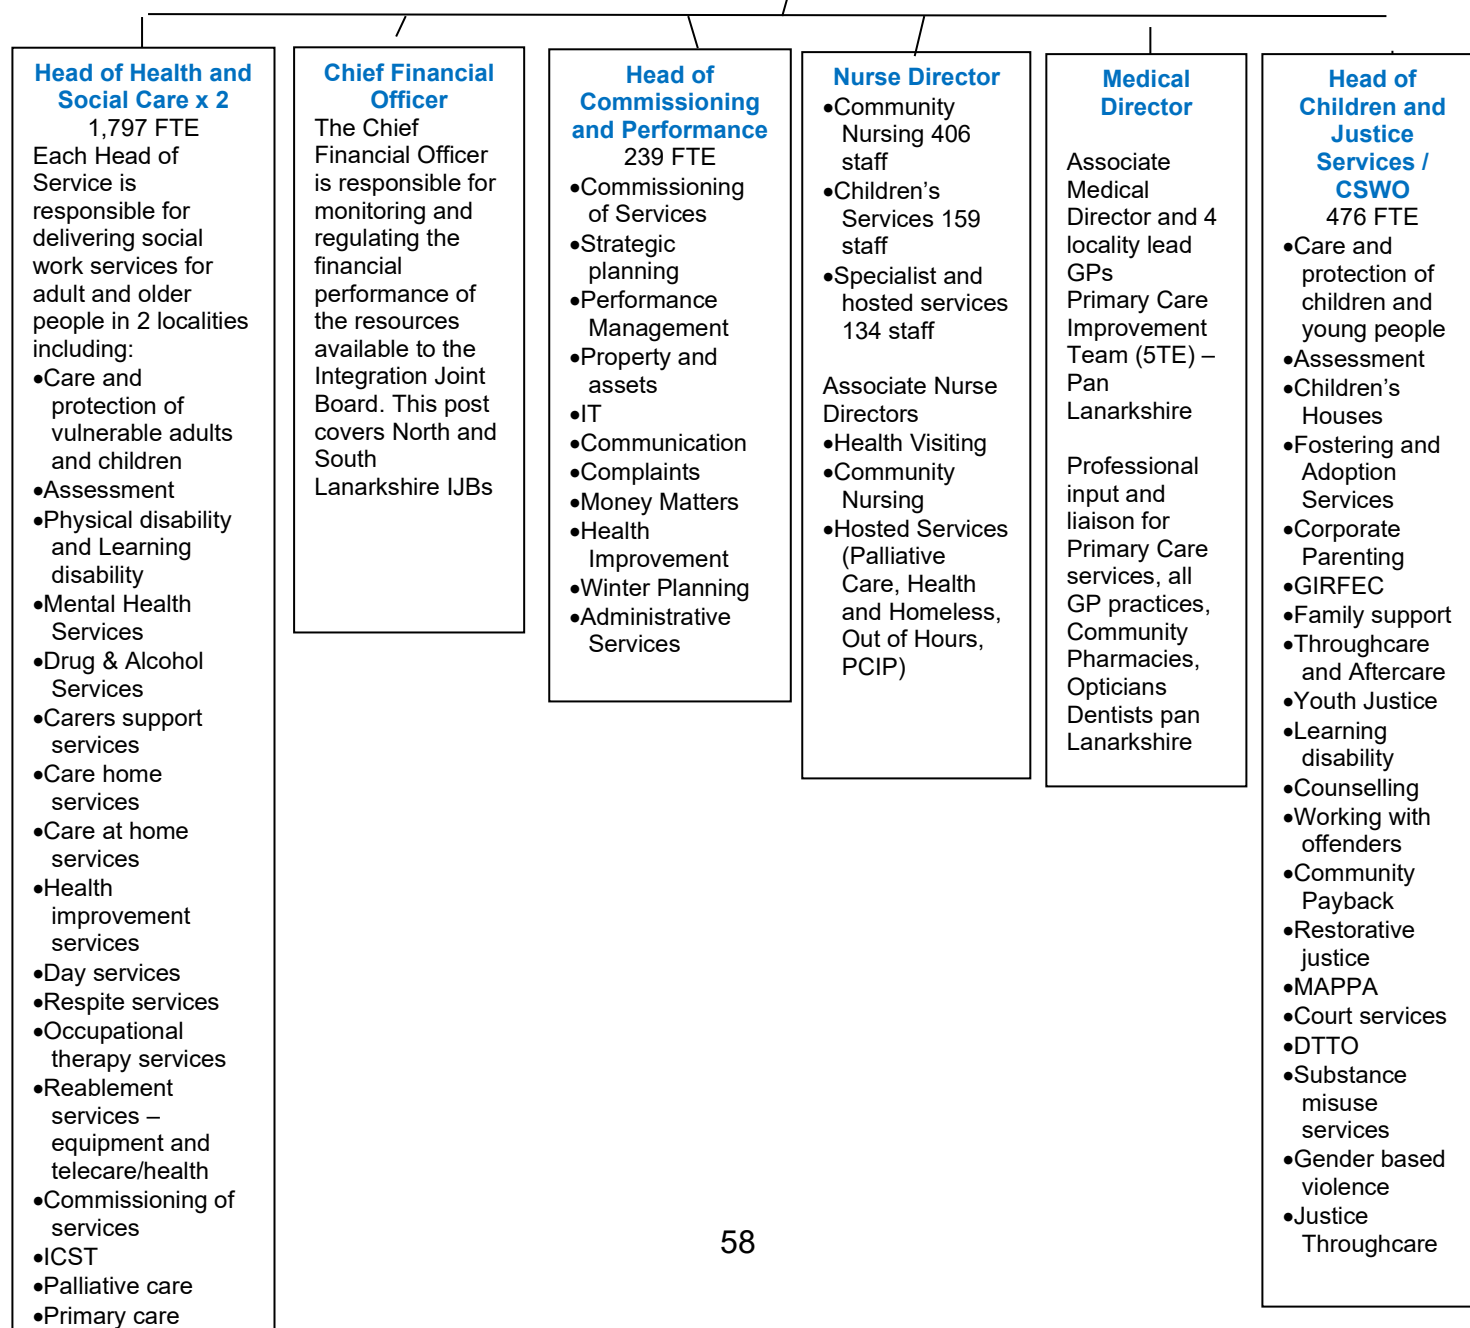 Head of Health and
Social Care x 2
1,797 FTE
Each Head of
Service is
responsible for
delivering social
work services for
adult and older
people in 2 localities
including:
•Care and
protection of
vulnerable adults
and children
•Assessment
•Physical disability
and Learning
disability
•Mental Health
Services
•Drug & Alcohol
Services
•Carers support
services
•Care home
services
•Care at home
services
•Health
improvement
services
•Day services
•Respite services
•Occupational
therapy services
•Reablement
services –
equipment and
telecare/health
•Commissioning of
services
•ICST
•Palliative care
•Primary care
Chief Financial
Officer
The Chief
Financial Officer
is responsible for
monitoring and
regulating the
financial
performance of
the resources
available to the
Integration Joint
Board. This post
covers North and
South
Lanarkshire IJBs
Head of
Commissioning
and Performance
239 FTE
•Commissioning
of Services
•Strategic
planning
•Performance
Management
•Property and
assets
•IT
•Communication
•Complaints
•Money Matters
•Health
Improvement
•Winter Planning
•Administrative
Services
Nurse Director
•Community
Nursing 406
staff
•Children's
Services 159
staff
•Specialist and
hosted services
134 staff
Associate Nurse
Directors
•Health Visiting
•Community
Nursing
•Hosted Services
(Palliative
Care, Health
and Homeless,
Out of Hours,
PCIP)
Medical
Director
Associate
Medical
Director and 4
locality lead
GPs
Primary Care
Improvement
Team (5TE) –
Pan
Lanarkshire
Professional
input and
liaison for
Primary Care
services, all
GP practices,
Community
Pharmacies,
Opticians
Dentists pan
Lanarkshire
Head of
Children and
Justice
Services /
CSWO
476 FTE
•Care and
protection of
children and
young people
•Assessment
•Children's
Houses
•Fostering and
Adoption
Services
•Corporate
Parenting
•GIRFEC
•Family support
•Throughcare
and Aftercare
•Youth Justice
•Learning
disability
•Counselling
•Working with
offenders
•Community
Payback
•Restorative
justice
•MAPPA
•Court services
•DTTO
•Substance
misuse
services
•Gender based
violence
•Justice
Throughcare
58